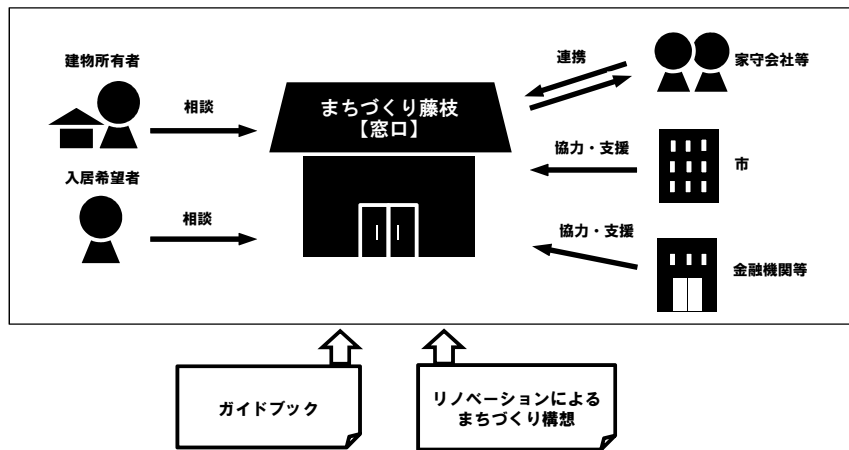 建物所有者
相談
まちづくり藤枝
【窓口】
連携
家守会社等
協力・支援
市
入居希望者
相談
協力・支援
金融機関等
ガイドブック
リノベーションによる
まちづくり構想